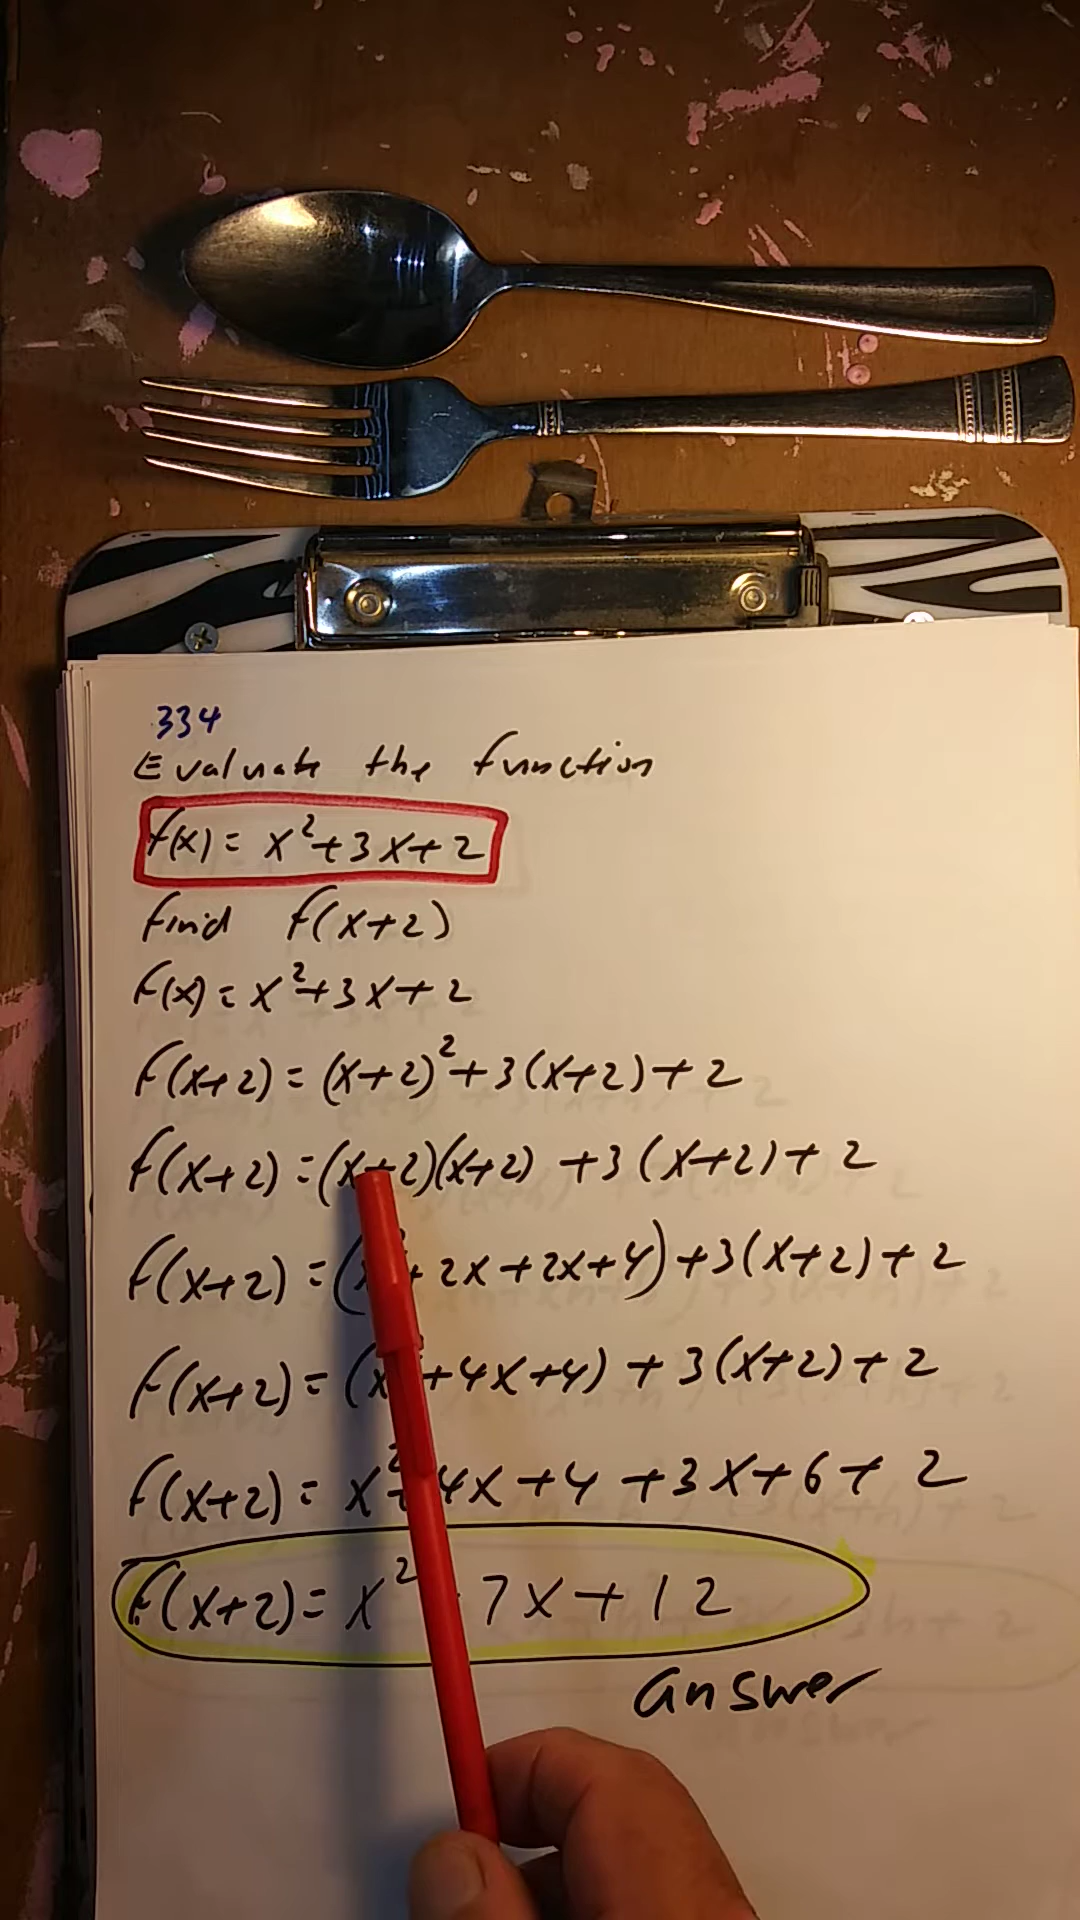 334
Evaluate the function
f(x) = x²+3x+2
find f(x+2)
f(x) = x²+3x+2
f(x+2) = (x+2)²+3(x+2)+2
f(x+2) = (x+2)(x+2) +3(x+2)+2
f(x+2) = (x²+2x+2x+4)+3(x+2)+2
f(x+2) = (x²+4x+4) +3(x+2)+2
f(x+2) = x²+4x+4 +3x+6+2
f(x+2) = x² 7x+12
answer